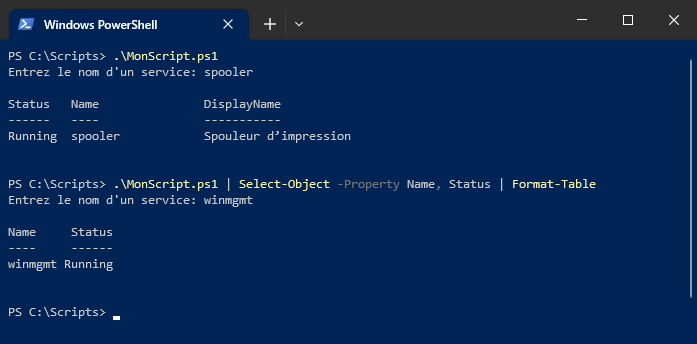 Windows PowerShell
PS C:\Scripts> .\MonScript.ps1
Entrez le nom d'un service: spooler
Status   Name               DisplayName
------   ----               -----------
Running  spooler            Spouleur d’impression
PS C:\Scripts> .\MonScript.ps1 | Select-Object -Property Name, Status | Format-Table
Entrez le nom d'un service: winmgmt
Name     Status
----     ------
winmgmt Running
PS C:\Scripts>